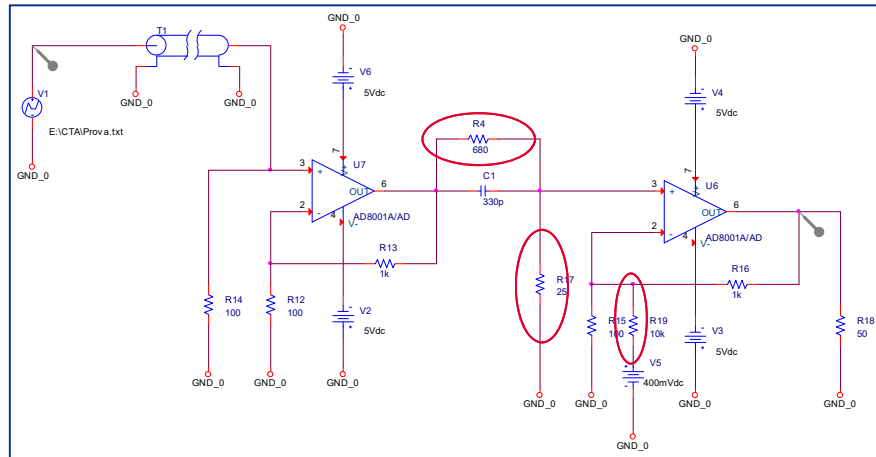 T1
GND_0
GND_0
V1
E:\CTA\Prova.txt
GND_0
GND_0
V6
5Vdc
U7
7
V+
3
+
OUT
6
2
-
4
V-
AD8001A/AD
R4
680
C1
330p
R13
1k
R14
100
R12
100
V2
5Vdc
GND_0
GND_0
GND_0
R17
25
GND_0
GND_0
V4
5Vdc
U6
7
V+
3
+
OUT
6
2
-
4
V-
AD8001A/AD
R16
1k
R15
100
R19
10k
V5
400mVdc
V3
5Vdc
R18
50
GND_0
GND_0
GND_0
GND_0